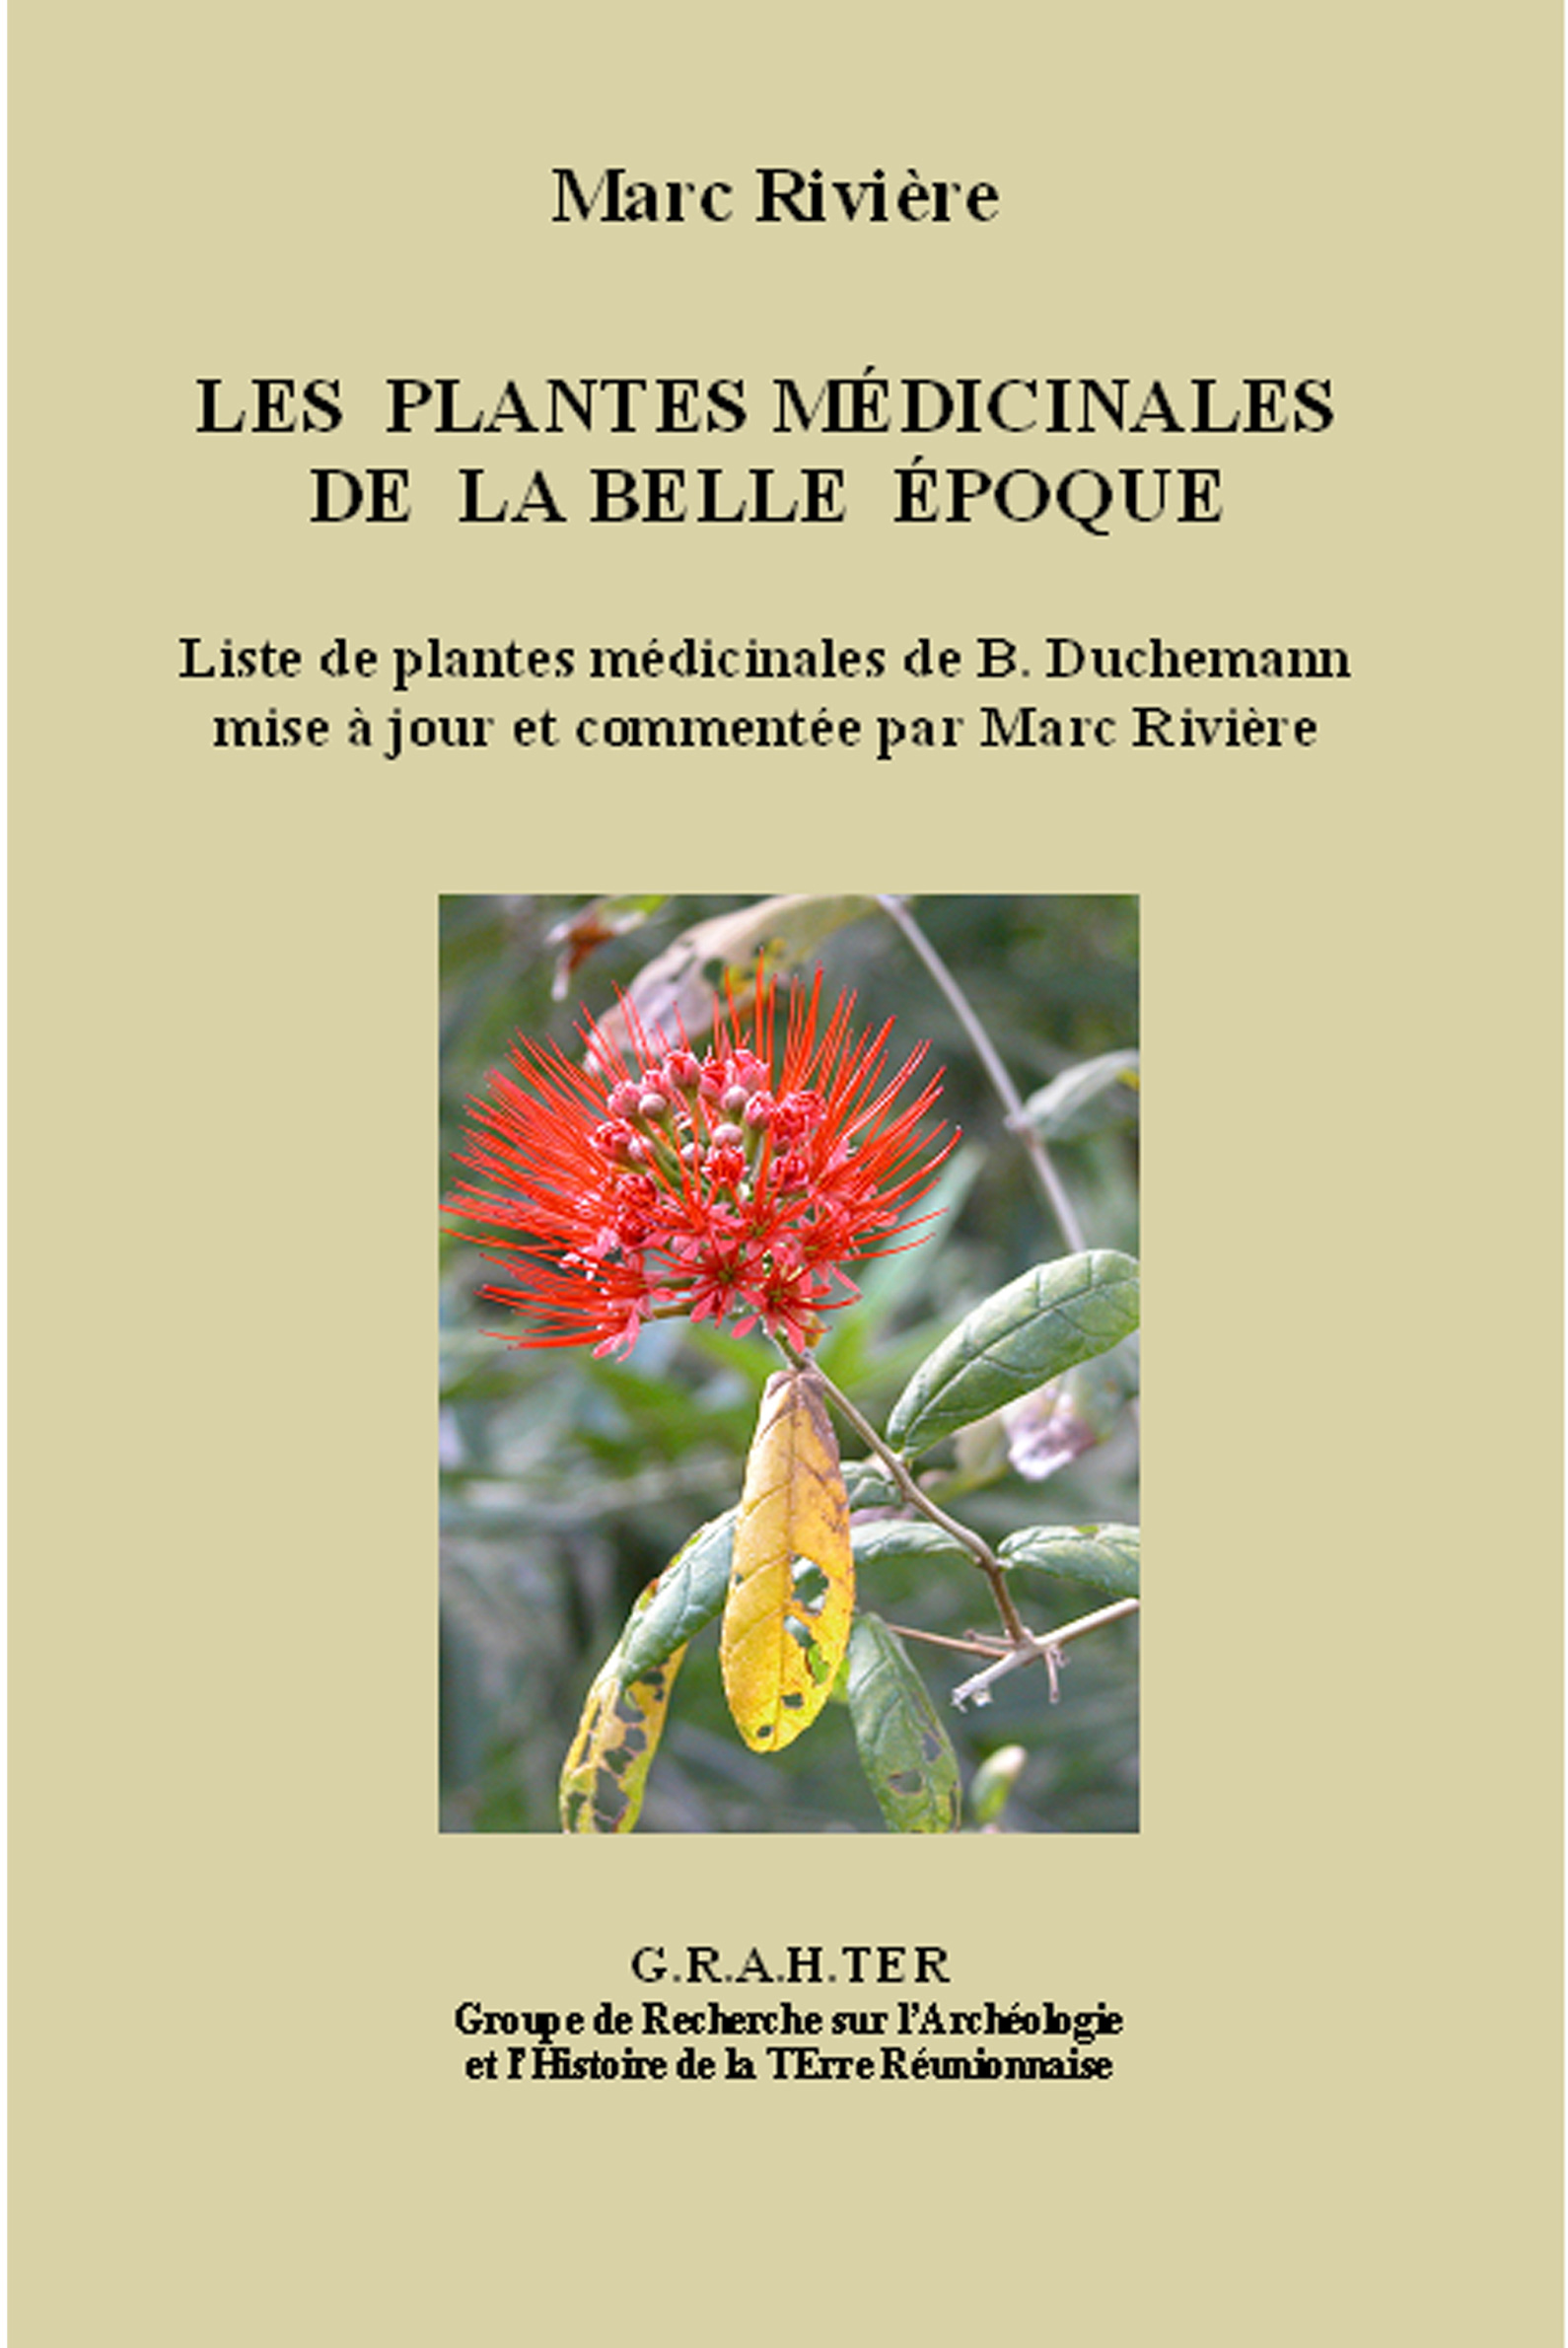 Marc Rivière
LES PLANTES MÉDICINALES
DE LA BELLE ÉPOQUE
Liste de plantes médicinales de B. Duchemann
mise à jour et commentée par Marc Rivière
G.R.A.H.TER
Groupe de Recherche sur l'Archéologie
et l'Histoire de la TErre Réunionnaise